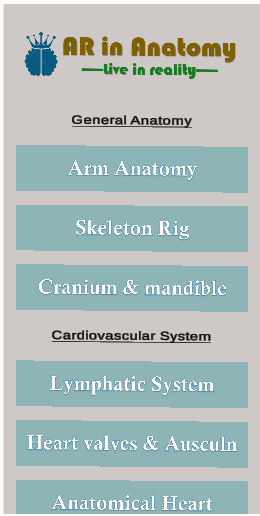 AR in Anatomy
Live in reality
General Anatomy
Arm Anatomy
Skeleton Rig
Cranium & mandible
Cardiovascular System
Lymphatic System
Heart valves & Ausculn
Anatomical Heart